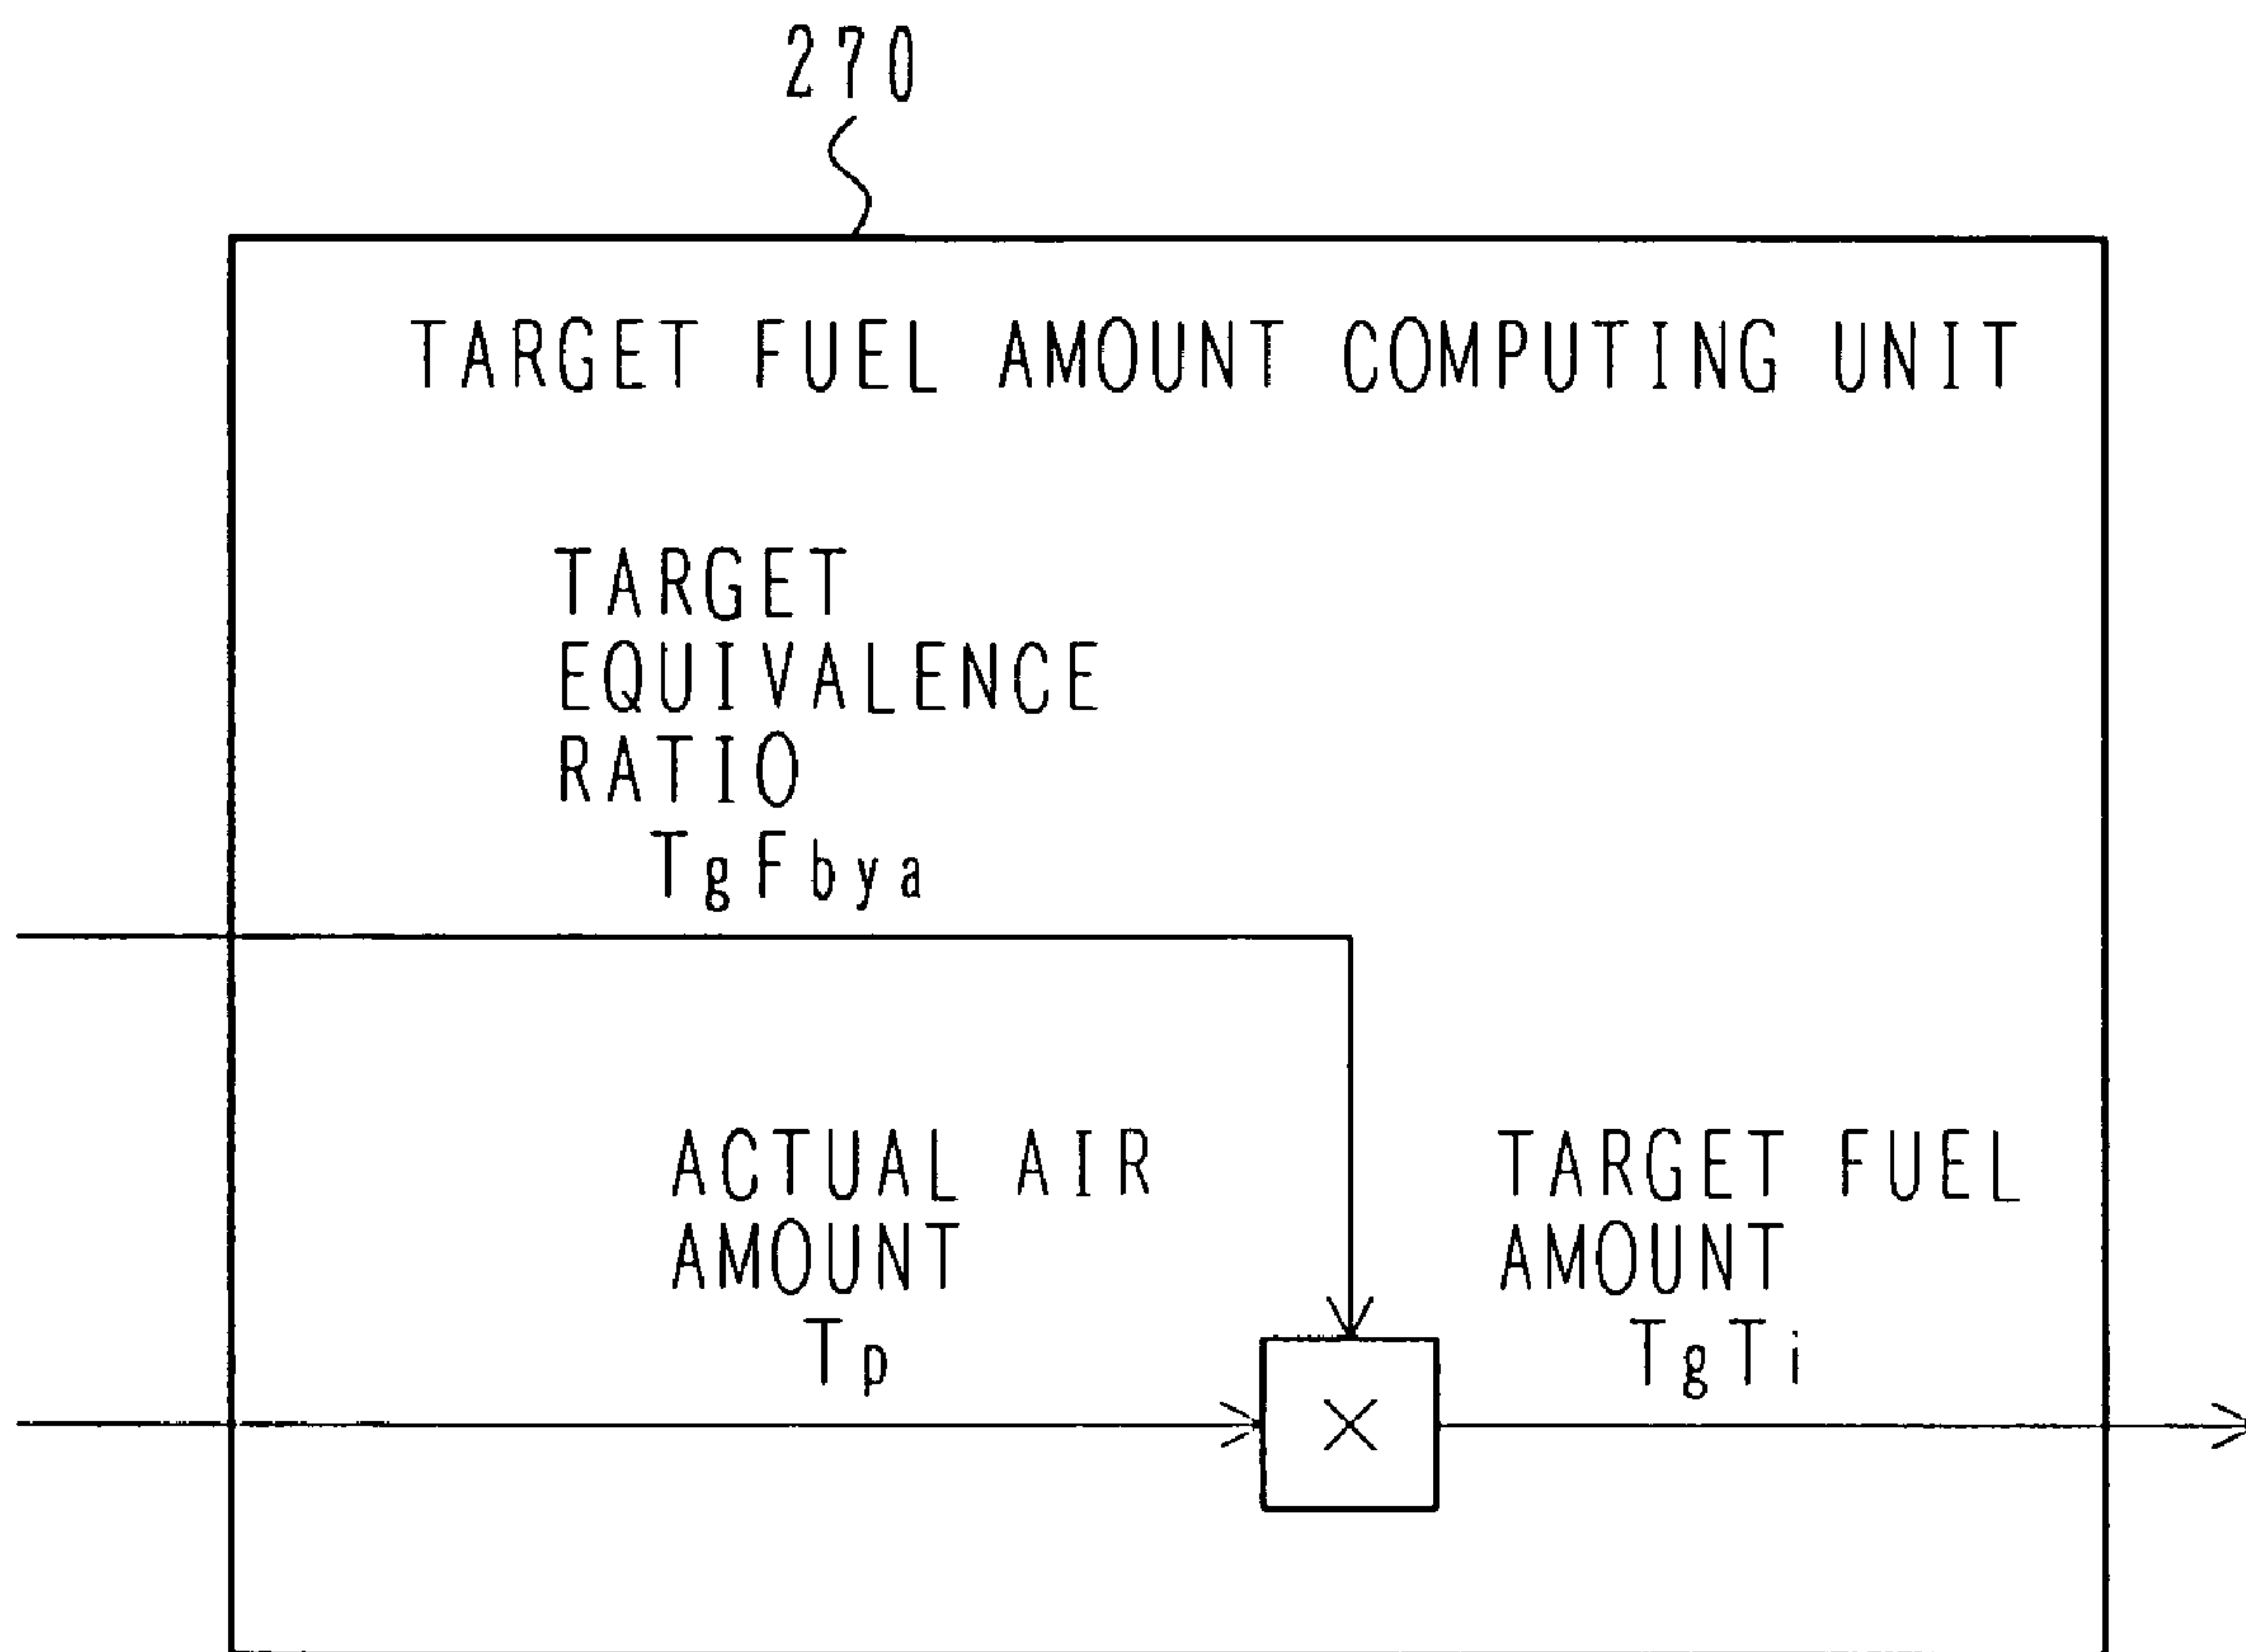 270
TARGET FUEL AMOUNT COMPUTING UNIT
TARGET
EQUIVALENCE
RATIO
TgFbya
ACTUAL AIR
AMOUNT
Tp
TARGET FUEL
AMOUNT
TgTi
×